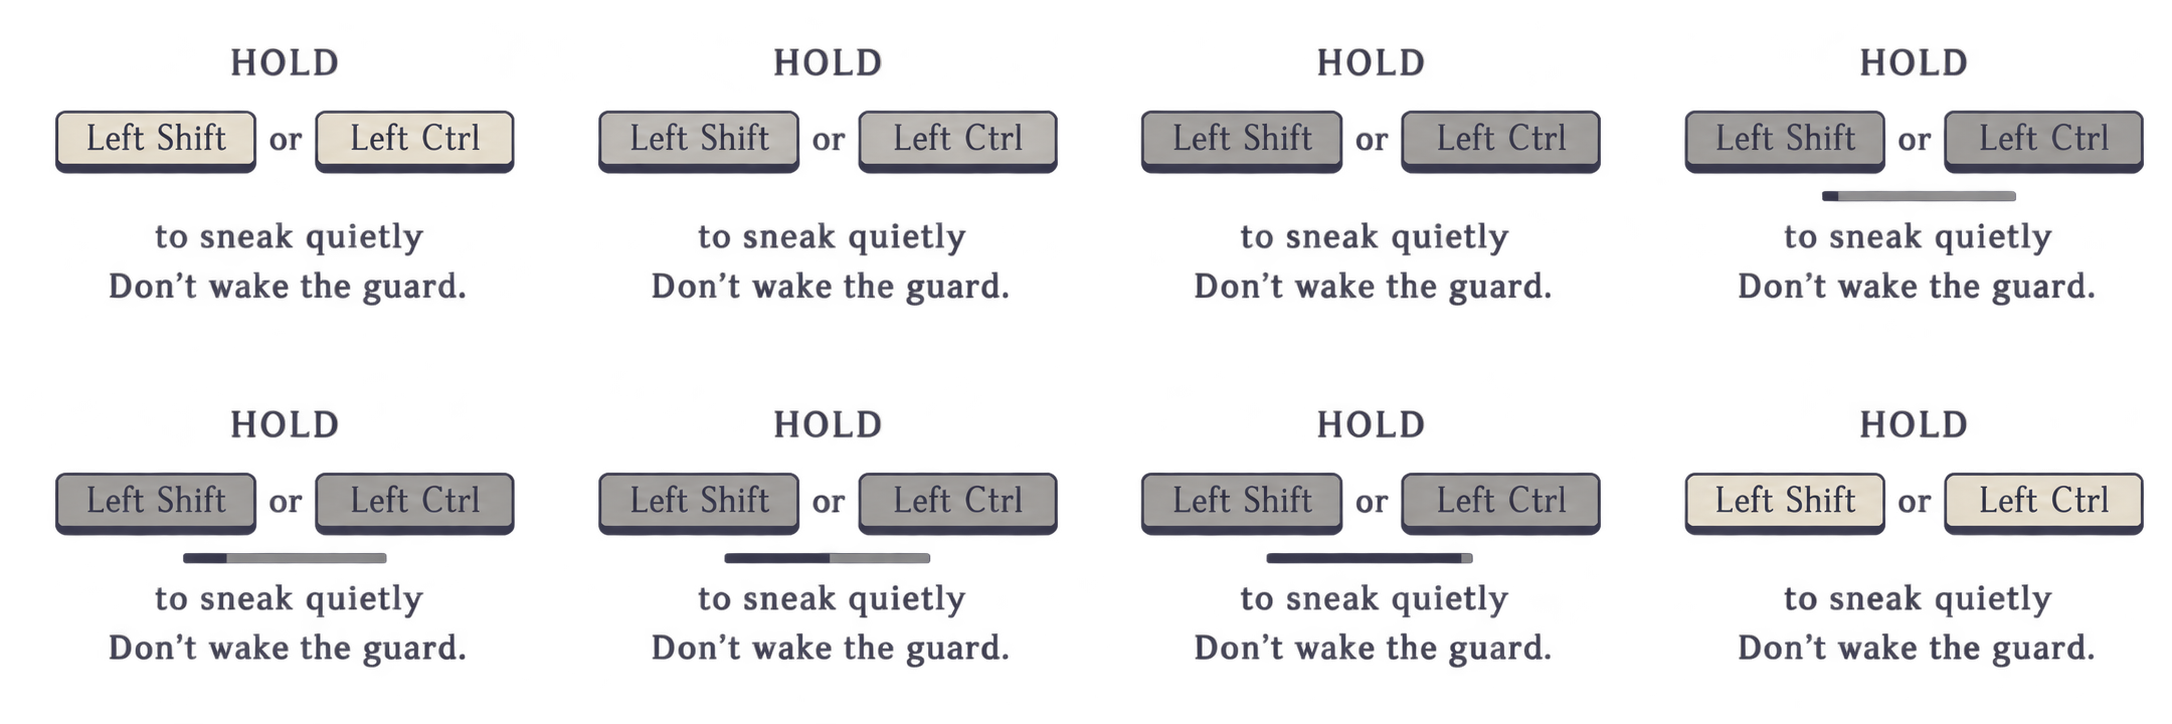 HOLD
Left Shift or Left Ctrl
to sneak quietly
Don’t wake the guard.
HOLD
Left Shift or Left Ctrl
to sneak quietly
Don’t wake the guard.
HOLD
Left Shift or Left Ctrl
to sneak quietly
Don’t wake the guard.
HOLD
Left Shift or Left Ctrl
to sneak quietly
Don’t wake the guard.
HOLD
Left Shift or Left Ctrl
to sneak quietly
Don’t wake the guard.
HOLD
Left Shift or Left Ctrl
to sneak quietly
Don’t wake the guard.
HOLD
Left Shift or Left Ctrl
to sneak quietly
Don’t wake the guard.
HOLD
Left Shift or Left Ctrl
to sneak quietly
Don’t wake the guard.